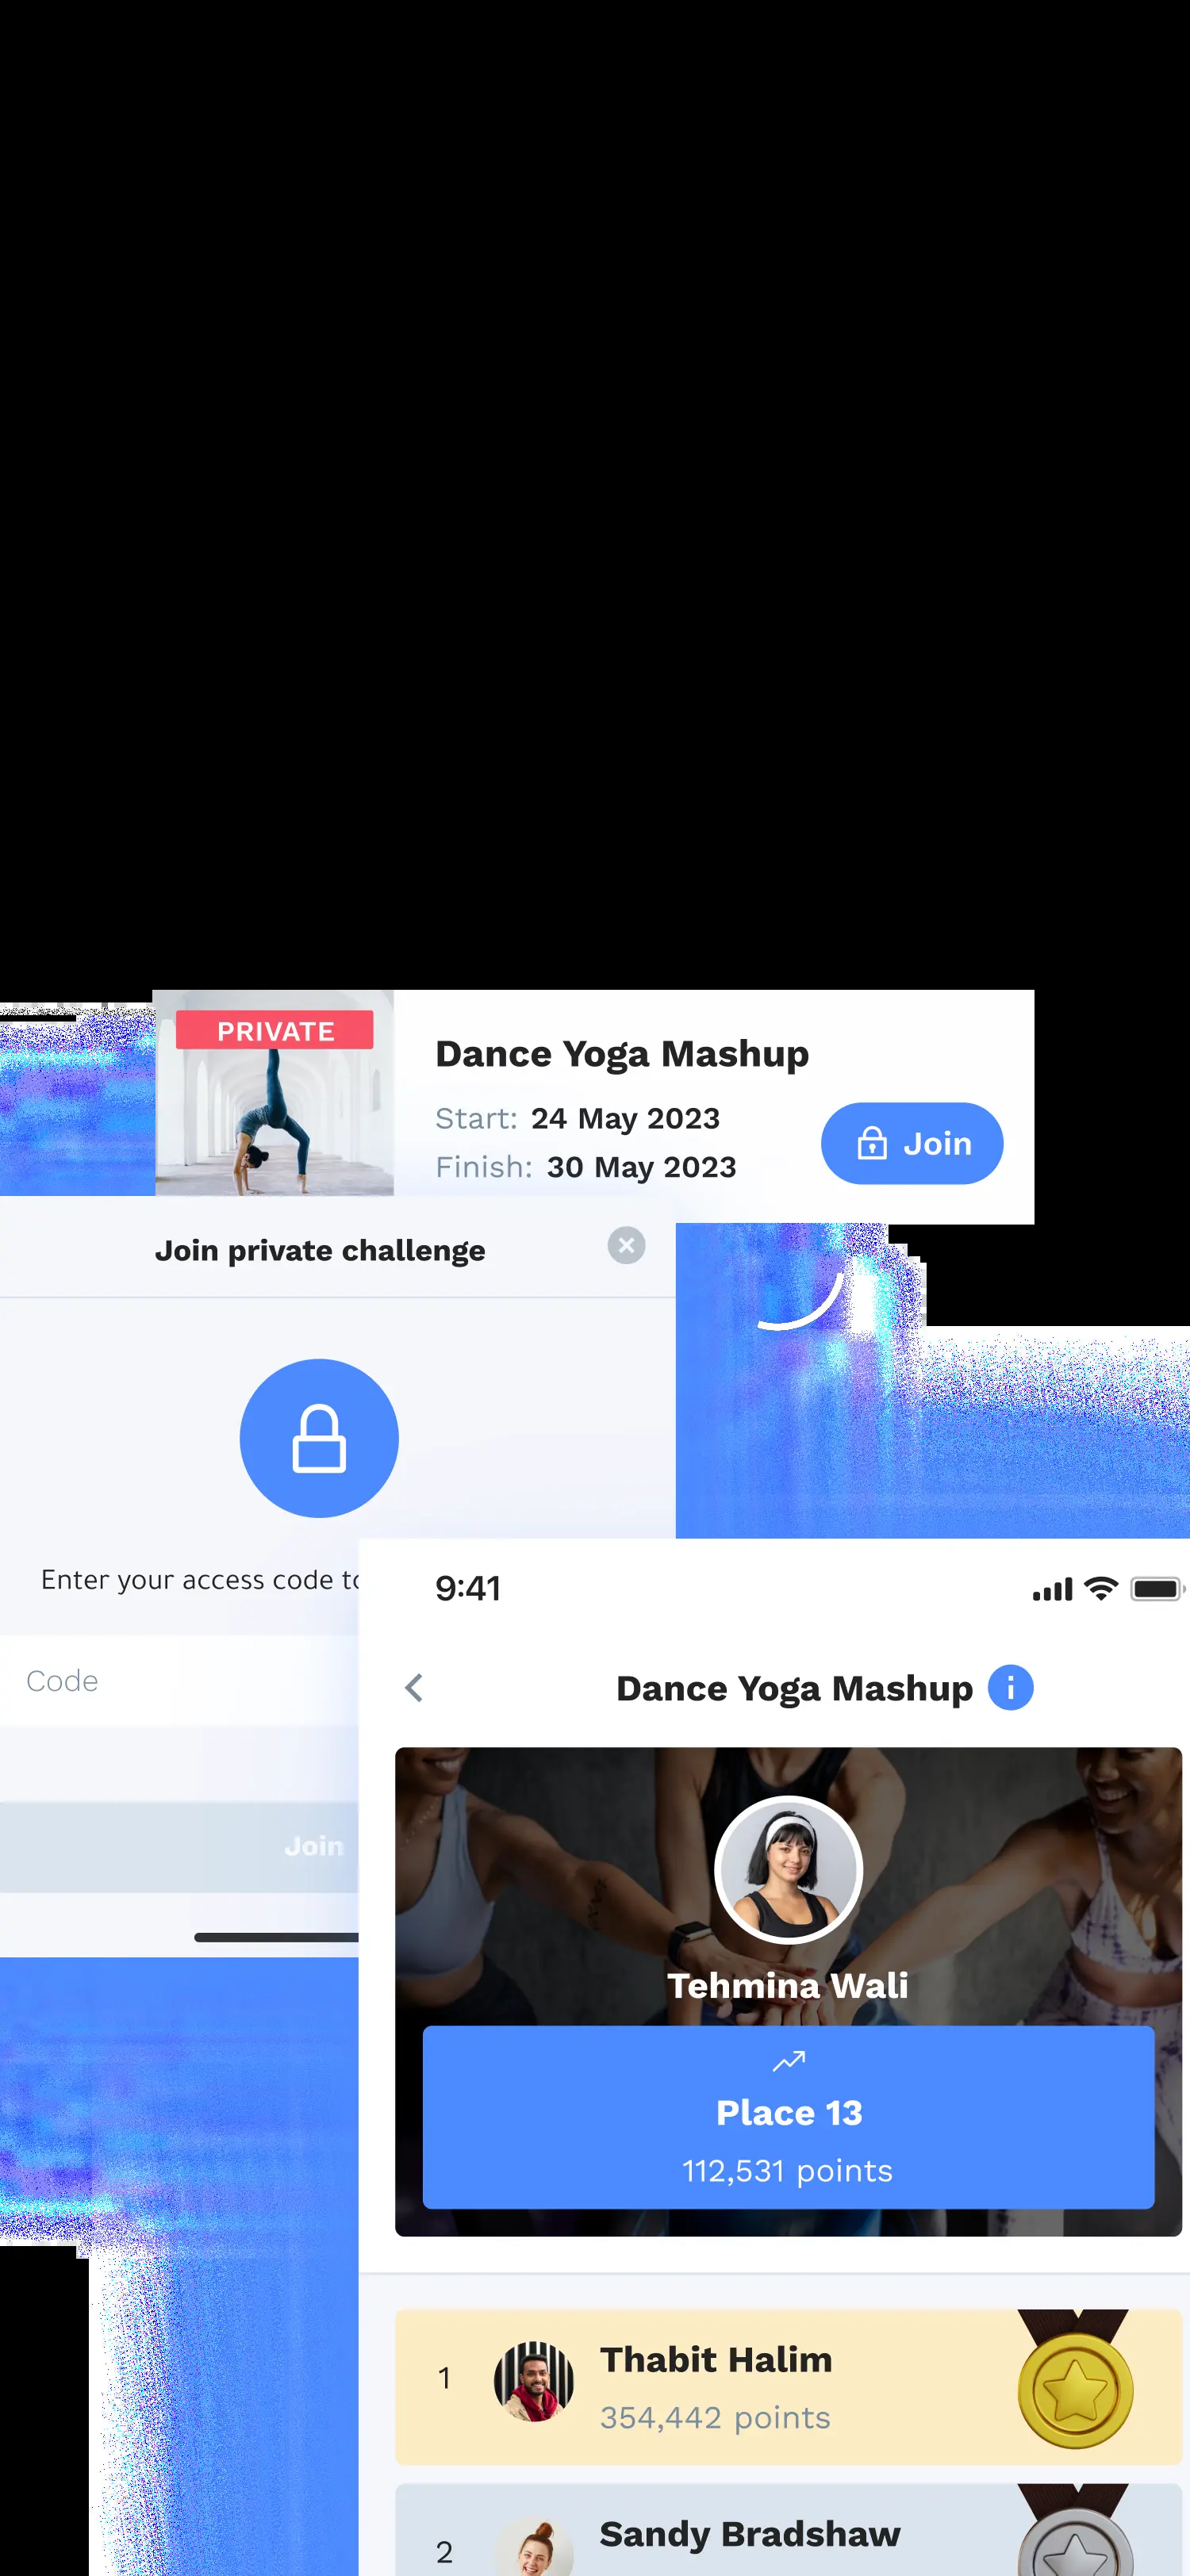 PRIVATE
Dance Yoga Mashup
Start: 24 May 2023
Finish: 30 May 2023
Join
Join private challenge
Enter your access code
Code
Join
9:41
Dance Yoga Mashup
Tehmina Wali
Place 13
112,531 points
1
Thabit Halim
354,442 points
2
Sandy Bradshaw